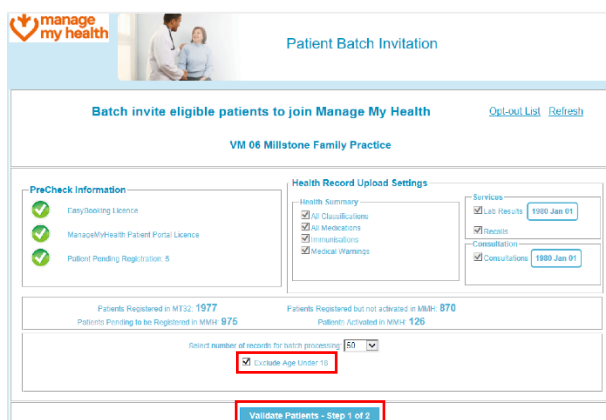 manage
my health
Patient Batch Invitation
Batch invite eligible patients to join Manage My Health
Opt-out List Refresh
VM 06 Millstone Family Practice
PreCheck Information
EasyBooking Licence
ManageMyHealth Patient Portal Licence
Patient Pending Registration: 5
Health Record Upload Settings
Health Summary
All Classifications
All Medications
Immunisations
Medical Warnings
Services
Lab Results 1980 Jan 01
Recalls
Consultation
Consultations 1980 Jan 01
Patients Registered in MT32: 1977
Patients Registered but not activated in MMH: 870
Patients Pending to be Registered in MMH: 975
Patients Activated in MMH: 126
Select number of records for batch processing: 50
Exclude Age Under 16
Validate Patients - Step 1 of 2